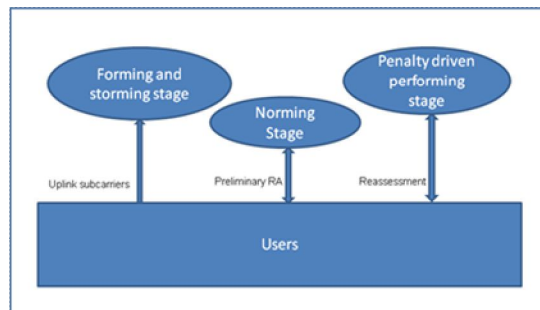 Forming and
storming stage
Norming
Stage
Penalty driven
performing
stage
Uplink subcarriers
Preliminary RA
Reassessment
Users